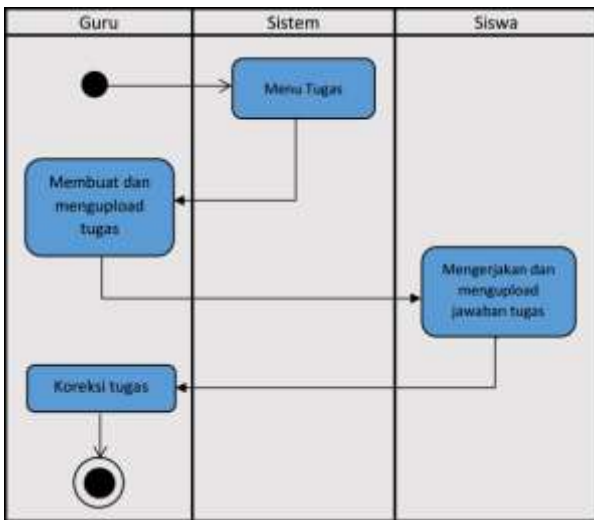 Guru
Sistem
Siswa
Menu Tugas
Membuat dan
mengupload
tugas
Mengerjakan dan
mengupload
jawaban tugas
Koreksi tugas